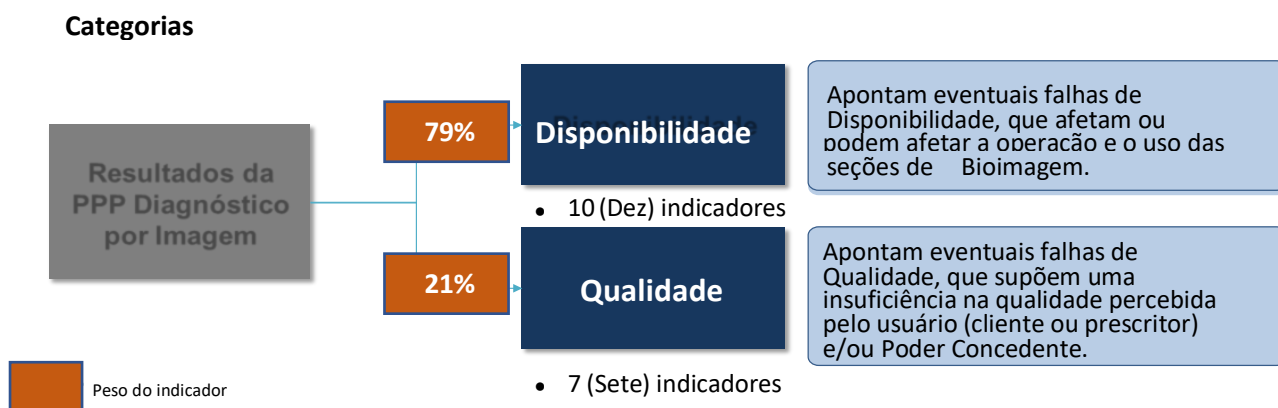 Categorias
Resultados da
PPP Diagnóstico
por Imagem
79%
Disponibilidade
Apontam eventuais falhas de
Disponibilidade, que afetam ou
podem afetar a operação e o uso das
seções de Bioimagem.
• 10 (Dez) indicadores
21%
Qualidade
Apontam eventuais falhas de
Qualidade, que supõem uma
insuficiência na qualidade percebida
pelo usuário (cliente ou prescritor)
e/ou Poder Concedente.
• 7 (Sete) indicadores
Peso do indicador